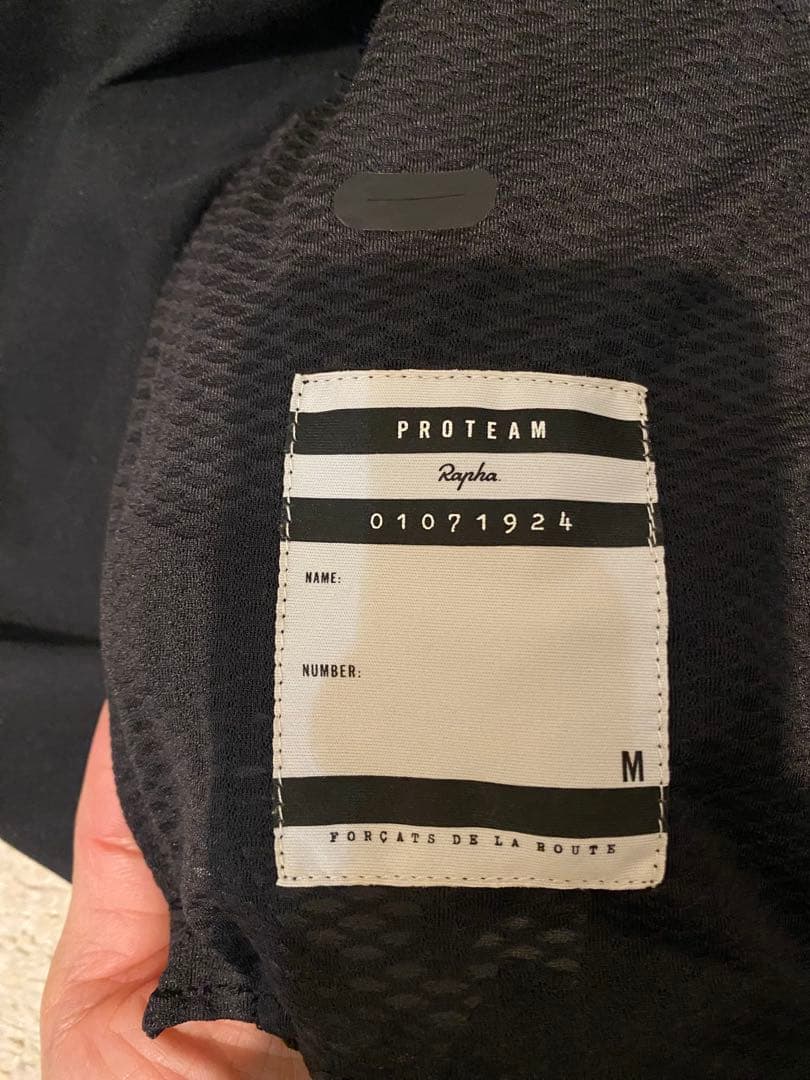 PROTEAM
Rapha.
01071924
NAME:
NUMBER:
M
FORÇATS DE LA ROUTE